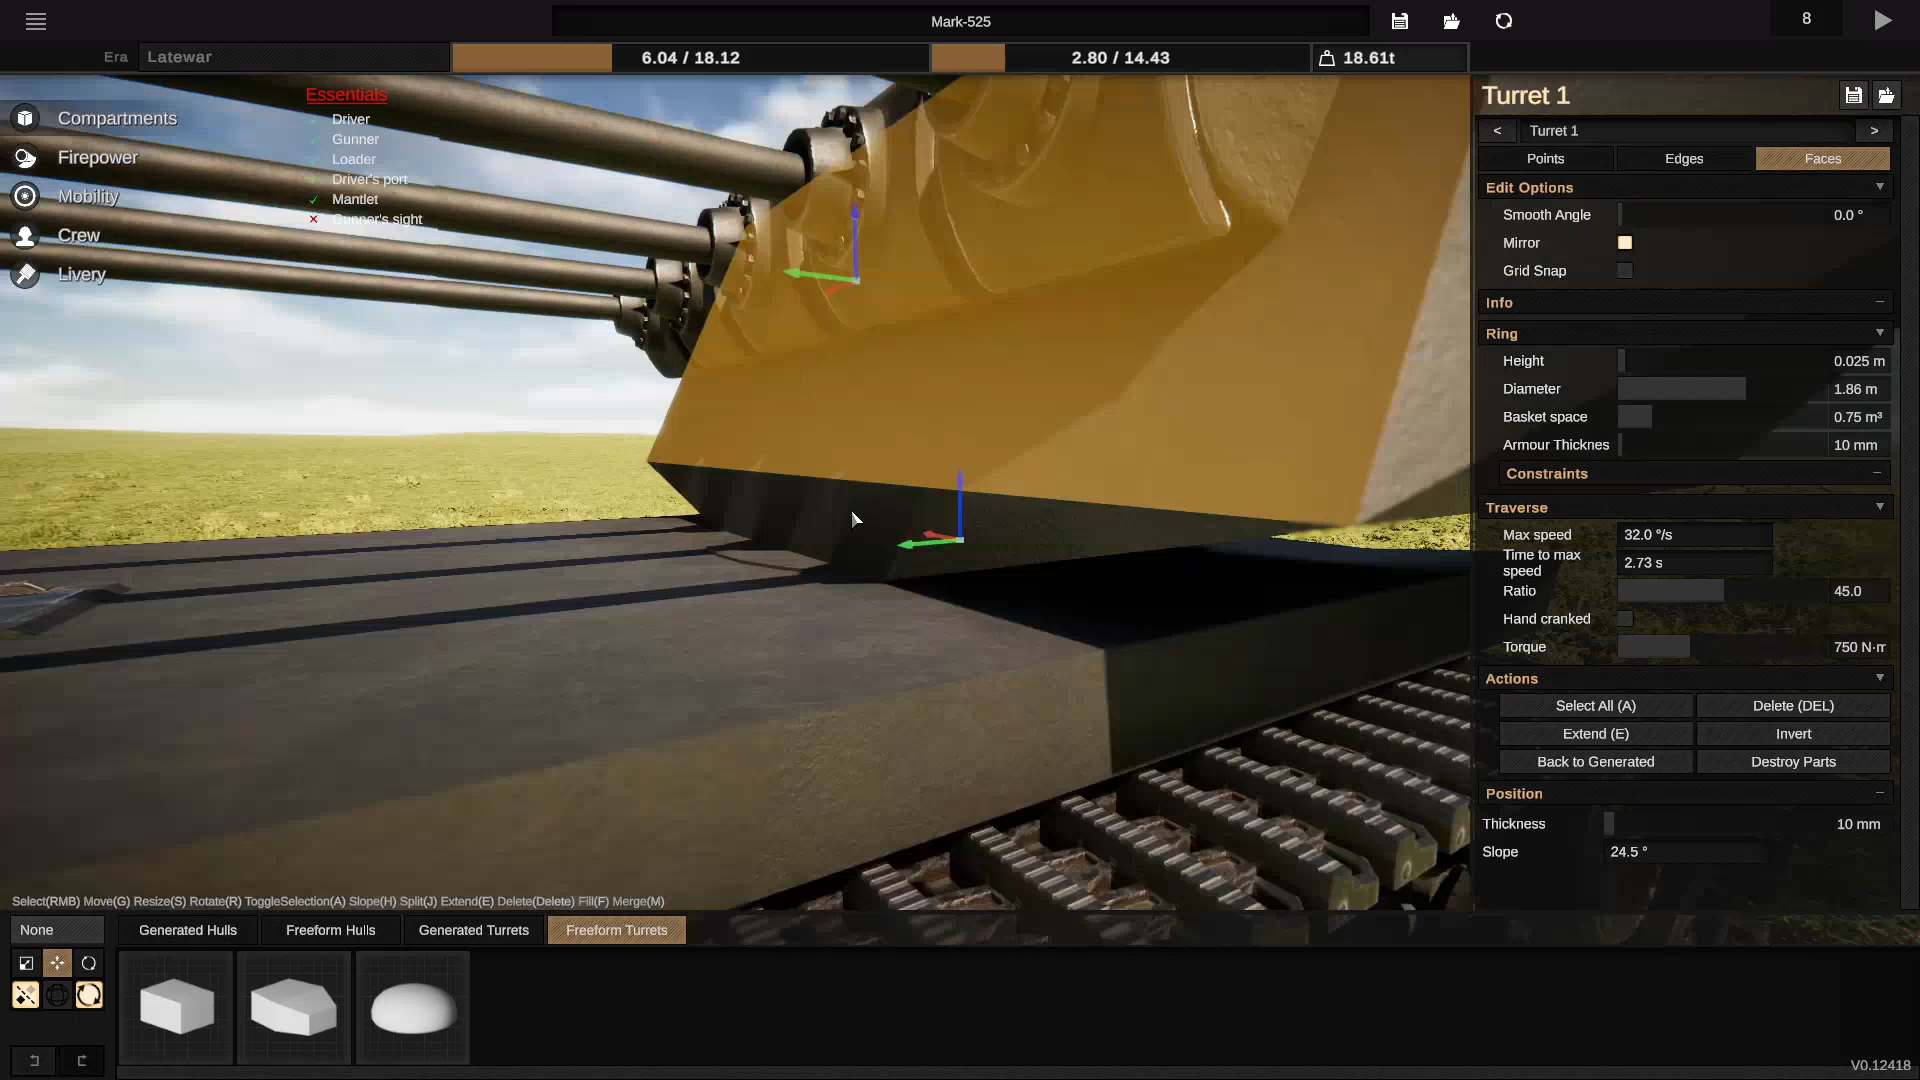 Mark-525
8
Era
Latewar
6.04 / 18.12
2.80 / 14.43
18.61t
Essentials
Driver
Gunner
Loader
Driver's port
Mantlet
Gunner's sight
Compartments
Firepower
Mobility
Crew
Livery
Turret 1
<
Turret 1
>
Points
Edges
Faces
Edit Options
Smooth Angle
0.0 °
Mirror
Grid Snap
Info
Ring
Height
0.025 m
Diameter
1.86 m
Basket space
0.75 m³
Armour Thicknes
10 mm
Constraints
Traverse
Max speed
32.0 °/s
Time to max
speed
2.73 s
Ratio
45.0
Hand cranked
Torque
750 N·m
Actions
Select All (A)
Delete (DEL)
Extend (E)
Invert
Back to Generated
Destroy Parts
Position
Thickness
10 mm
Slope
24.5 °
Select(RMB) Move(G) Resize(S) Rotate(R) ToggleSelection(A) Slope(H) Split(J) Extend(E) Delete(Delete) Fill(F) Merge(M)
None
Generated Hulls
Freeform Hulls
Generated Turrets
Freeform Turrets
V0.12418